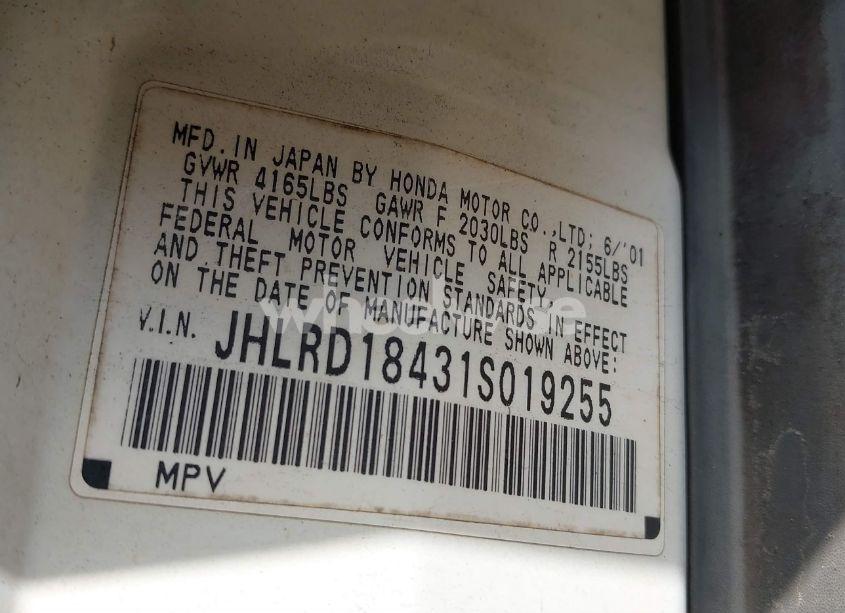 MFD. IN JAPAN BY HONDA MOTOR CO.,LTD; 6/'01
GVWR 4165LBS GAWR F 2030LBS R 2155LBS
THIS VEHICLE CONFORMS TO ALL APPLICABLE
FEDERAL MOTOR VEHICLE SAFETY,
AND THEFT PREVENTION STANDARDS IN EFFECT
ON THE DATE OF MANUFACTURE SHOWN ABOVE:
V.I.N. JHLRD18431S019255
MPV